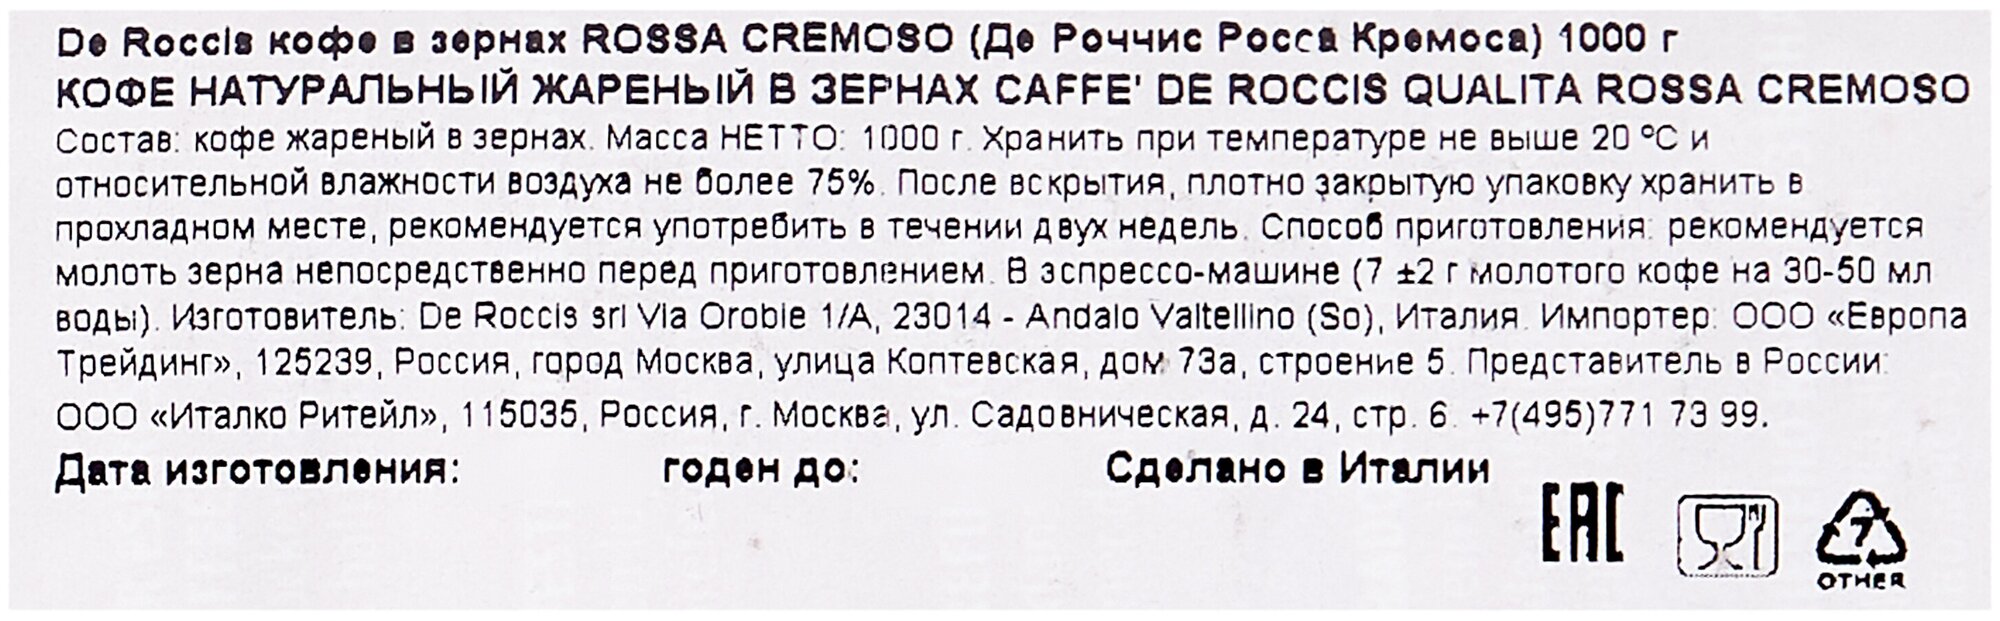 De Roccis кофе в зернах ROSSA CREMOSO (Де Роччис Росса Кремоса) 1000 г
КОФЕ НАТУРАЛЬНЫЙ ЖАРЕНЫЙ В ЗЕРНАХ CAFFE' DE ROCCIS QUALITA ROSSA CREMOSO
Состав: кофе жареный в зернах. Масса НЕТТО: 1000 г. Хранить при температуре не выше 20 °С и
относительной влажности воздуха не более 75%. После вскрытия, плотно закрытую упаковку хранить в
прохладном месте, рекомендуется употребить в течении двух недель. Способ приготовления: рекомендуется
молоть зерна непосредственно перед приготовлением. В эспрессо-машине (7 ±2 г молотого кофе на 30-50 мл
воды). Изготовитель: De Roccis srl Via Orobie 1/A, 23014 - Andalo Valtellino (So), Италия. Импортер: ООО «Европа
Трейдинг», 125239, Россия, город Москва, улица Коптевская, дом 73а, строение 5. Представитель в России:
ООО «Италко Ритейл», 115035, Россия, г. Москва, ул. Садовническая, д. 24, стр. 6. +7(495)771 73 99.
Дата изготовления: годен до: Сделано в Италии
EAC
7
OTHER